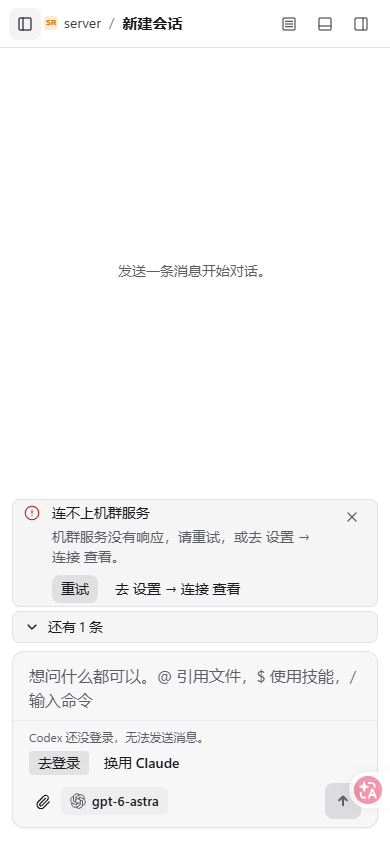 SR server / 新建会话
发送一条消息开始对话。
连不上机群服务
机群服务没有响应，请重试，或去 设置 →
连接 查看。
重试 去 设置 → 连接 查看
还有 1 条
想问什么都可以。@ 引用文件，$ 使用技能，/
输入命令
Codex 还没登录，无法发送消息。
去登录 换用 Claude
gpt-6-astra